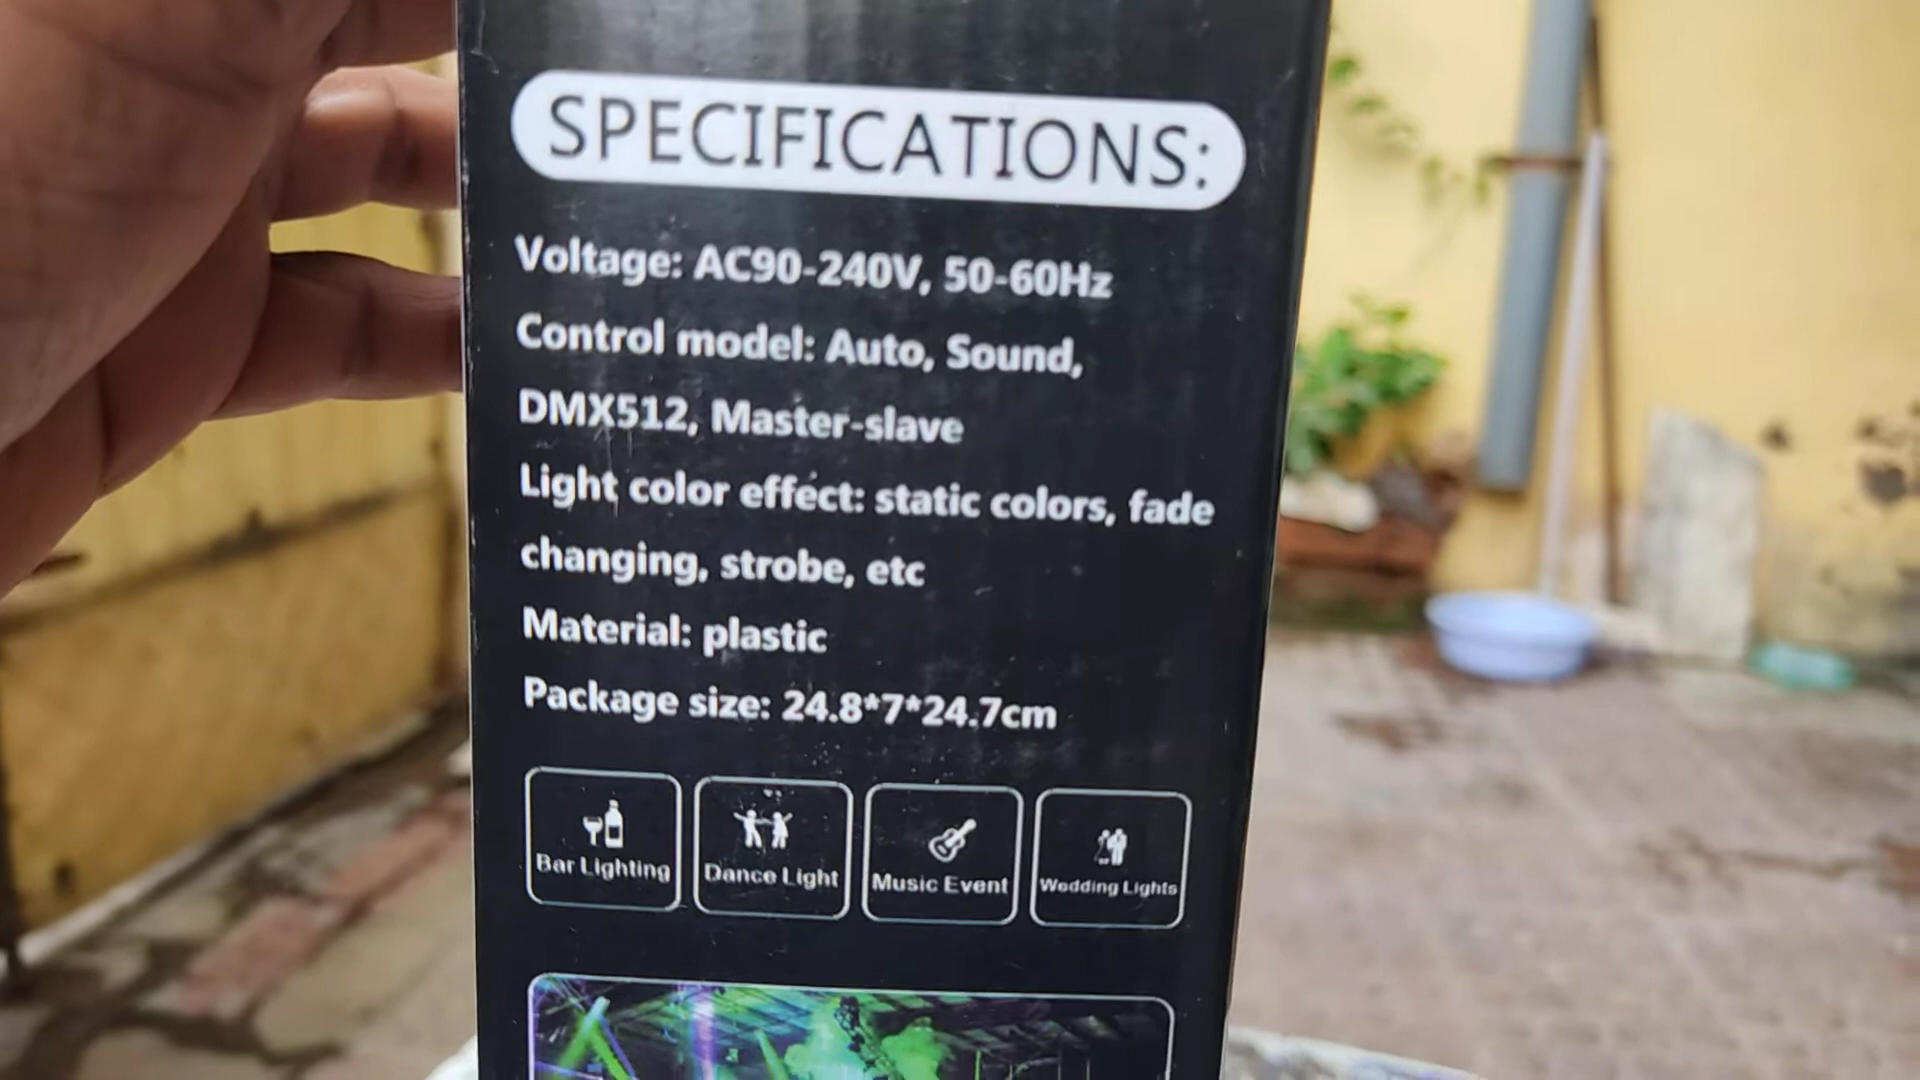 SPECIFICATIONS:
Voltage: AC90-240V, 50-60Hz
Control model: Auto, Sound,
DMX512, Master-slave
Light color effect: static colors, fade
changing, strobe, etc
Material: plastic
Package size: 24.8*7*24.7cm
Bar Lighting
Dance Light
Music Event
Wedding Lights